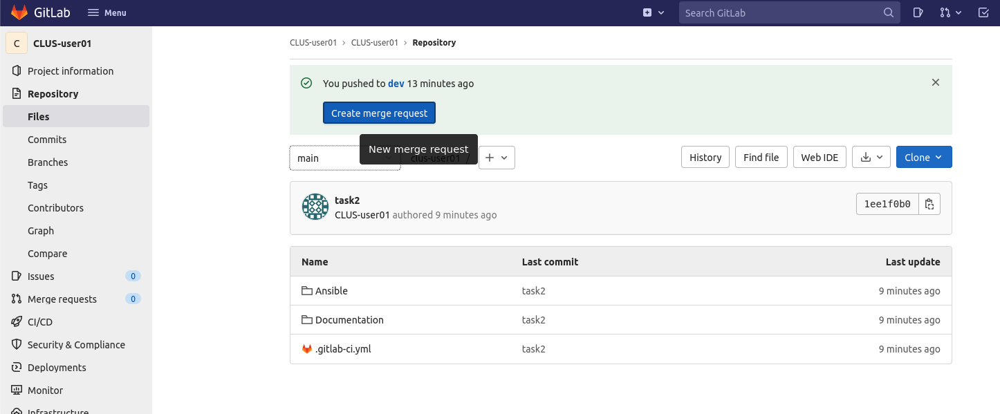 GitLab Menu Search GitLab
C CLUS-user01
Project information
Repository
Files
Commits
Branches
Tags
Contributors
Graph
Compare
Issues 0
Merge requests 0
CI/CD
Security & Compliance
Deployments
Monitor
Infrastructure
CLUS-user01 › CLUS-user01 › Repository
You pushed to dev 13 minutes ago
Create merge request
New merge request
main clus-user01 / + History Find file Web IDE Clone
task2
CLUS-user01 authored 9 minutes ago
1ee1f0b0
Name Last commit Last update
Ansible task2 9 minutes ago
Documentation task2 9 minutes ago
.gitlab-ci.yml task2 9 minutes ago